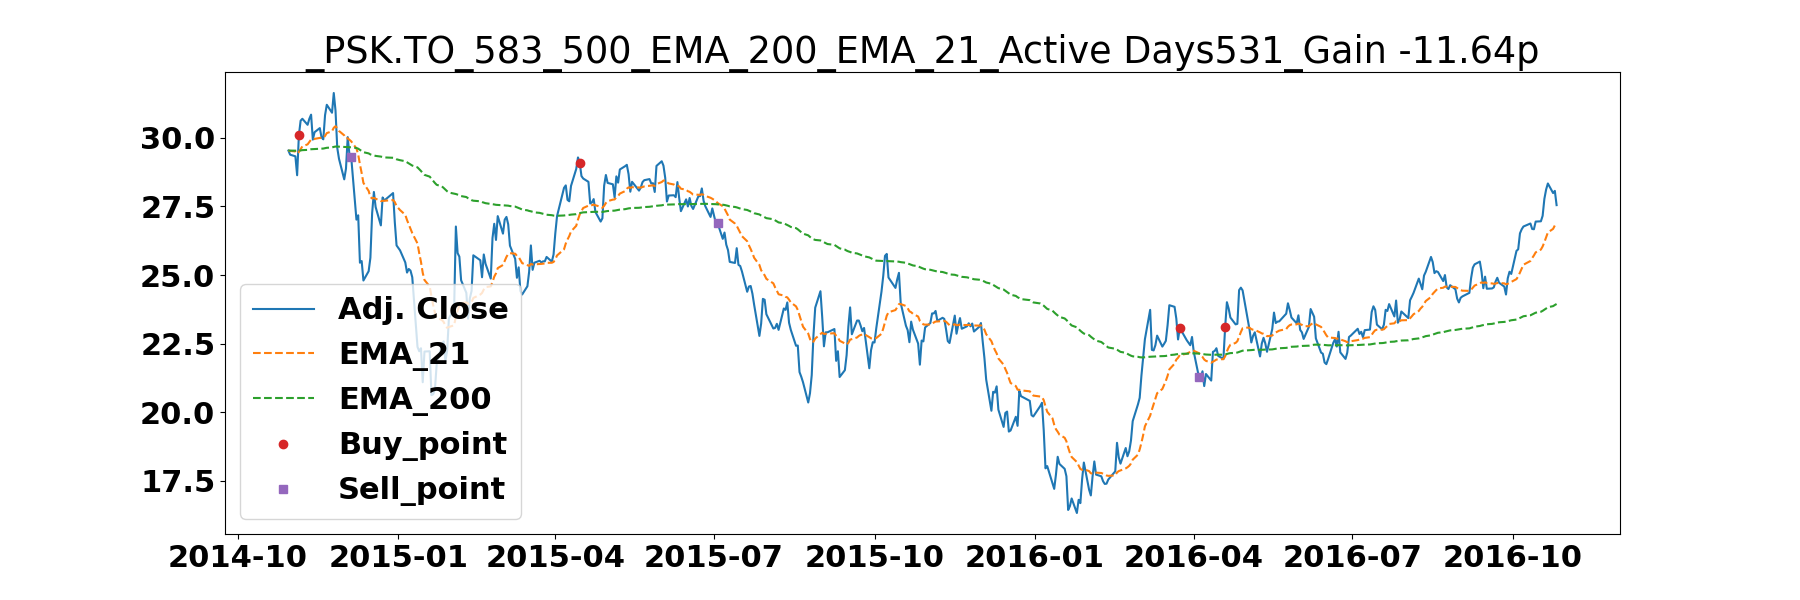 _PSK.TO_583_500_EMA_200_EMA_21_Active Days531_Gain -11.64p
30.0
27.5
25.0
22.5
20.0
17.5
Adj. Close
EMA_21
EMA_200
Buy_point
Sell_point
2014-10 2015-01 2015-04 2015-07 2015-10 2016-01 2016-04 2016-07 2016-10